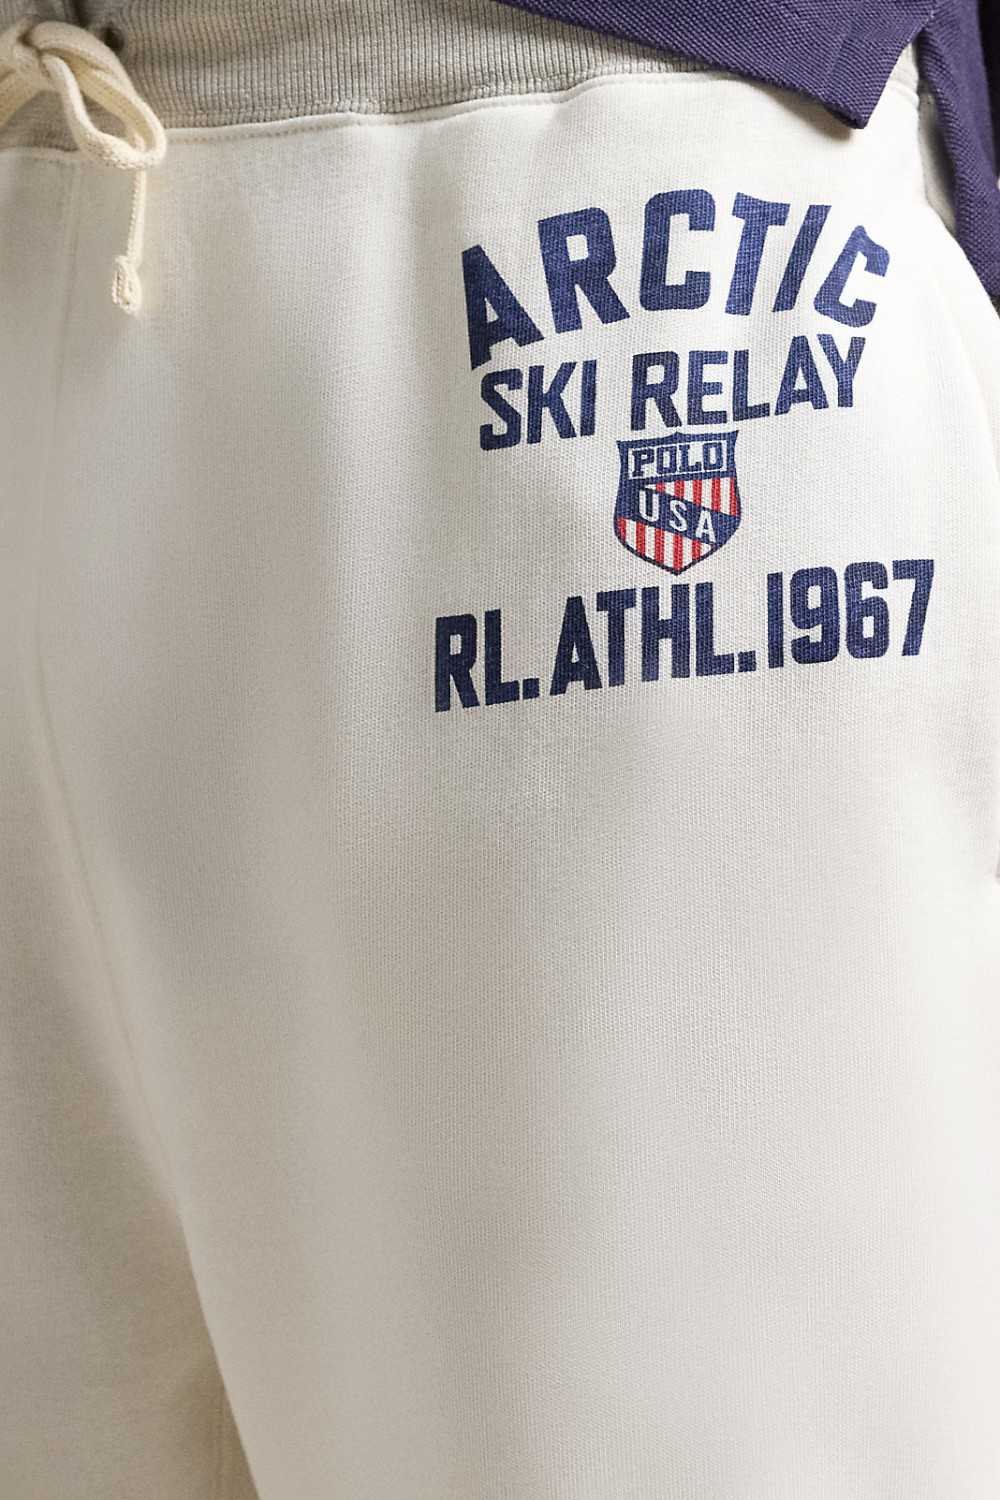 ARCTIC
SKI RELAY
POLO
USA
RL. ATHL. 1967